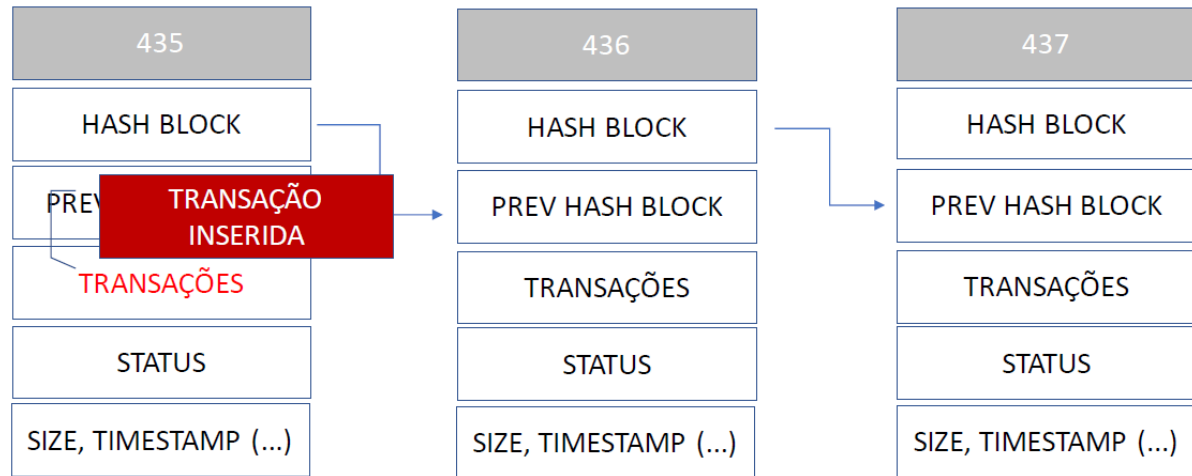 435
HASH BLOCK
PREV
TRANSAÇÃO
INSERIDA
TRANSAÇÕES
STATUS
SIZE, TIMESTAMP (...)
436
HASH BLOCK
PREV HASH BLOCK
TRANSAÇÕES
STATUS
SIZE, TIMESTAMP (...)
437
HASH BLOCK
PREV HASH BLOCK
TRANSAÇÕES
STATUS
SIZE, TIMESTAMP (...)